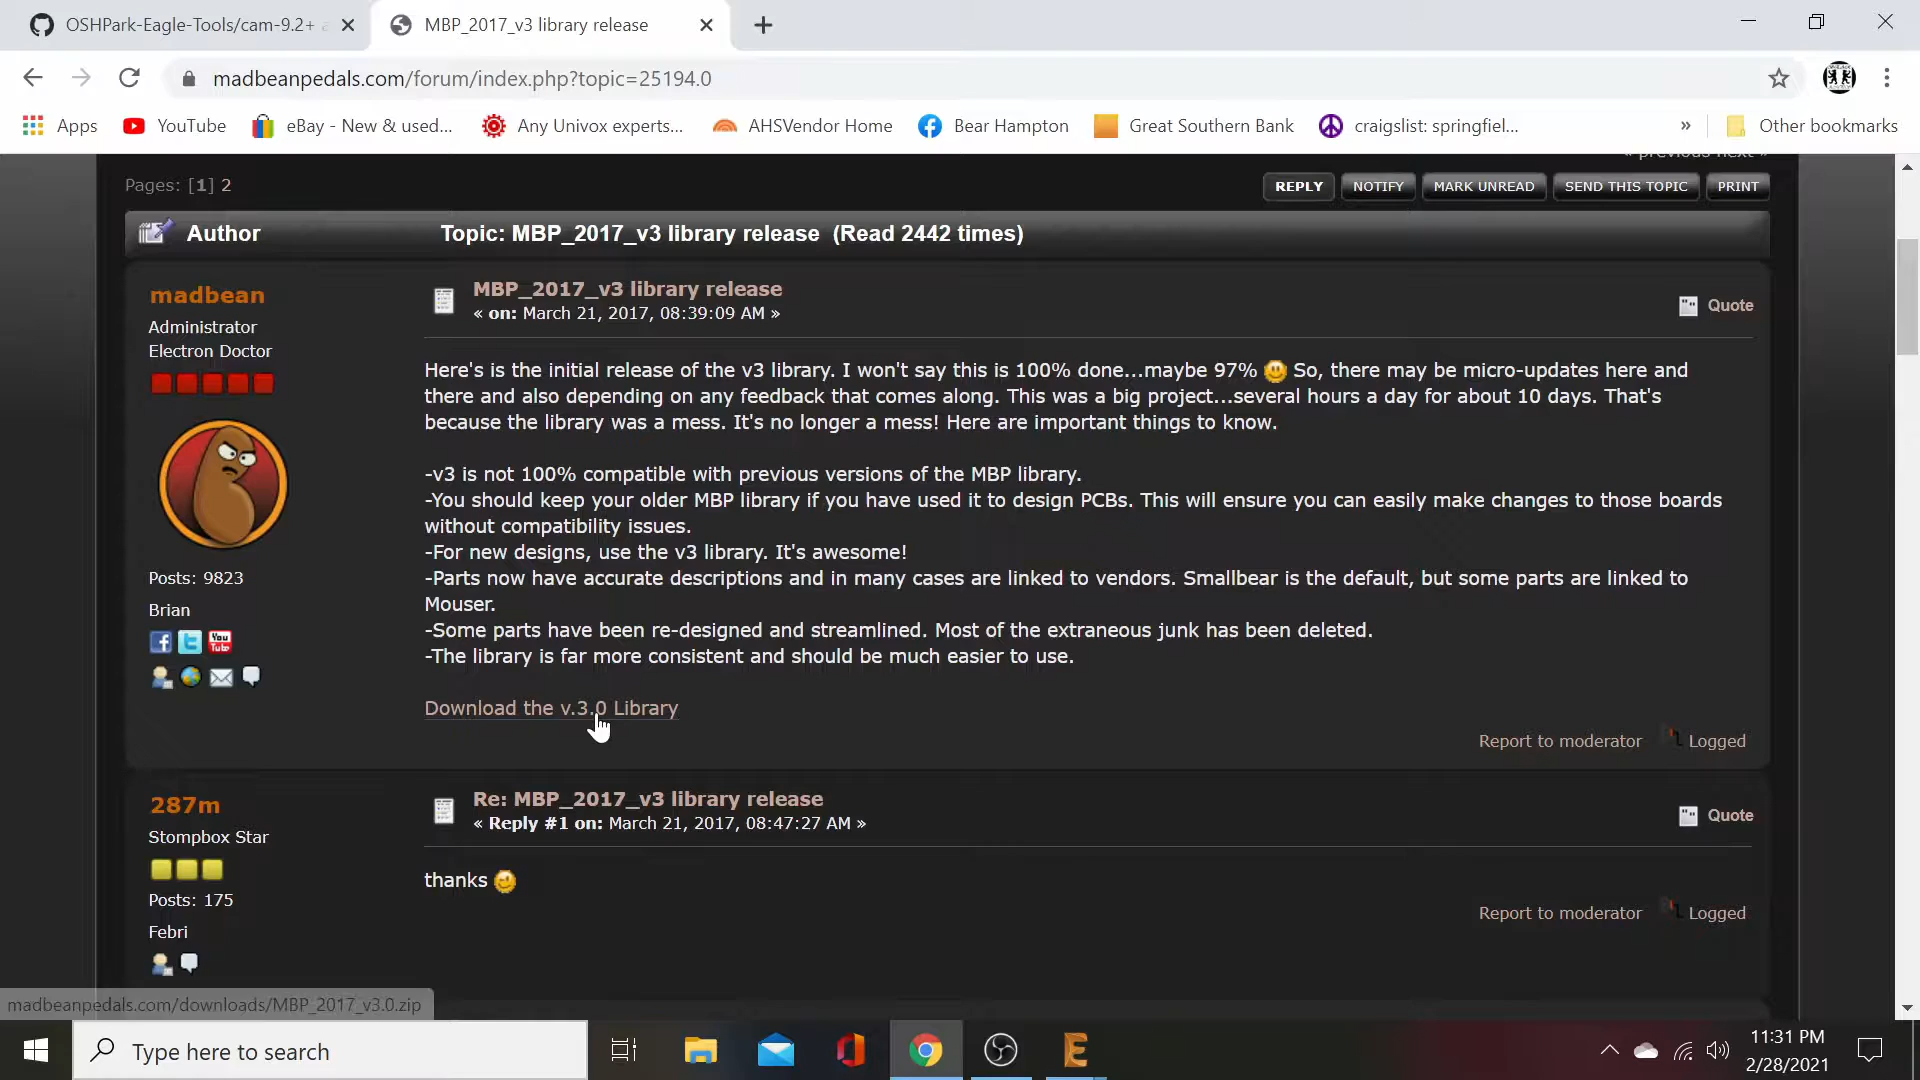 OSHPark-Eagle-Tools/cam-9.2+
MBP_2017_v3 library release
madbeanpedals.com/forum/index.php?topic=25194.0
Apps YouTube eBay - New & used... Any Univox experts... AHSVendor Home Bear Hampton Great Southern Bank craigslist: springfiel... » Other bookmarks
« previous next »
Pages: [1] 2
REPLY NOTIFY MARK UNREAD SEND THIS TOPIC PRINT
Author Topic: MBP_2017_v3 library release (Read 2442 times)
madbean
Administrator
Electron Doctor
Posts: 9823
Brian
MBP_2017_v3 library release
« on: March 21, 2017, 08:39:09 AM »
Quote
Here's is the initial release of the v3 library. I won't say this is 100% done...maybe 97% So, there may be micro-updates here and
there and also depending on any feedback that comes along. This was a big project...several hours a day for about 10 days. That's
because the library was a mess. It's no longer a mess! Here are important things to know.
-v3 is not 100% compatible with previous versions of the MBP library.
-You should keep your older MBP library if you have used it to design PCBs. This will ensure you can easily make changes to those boards
without compatibility issues.
-For new designs, use the v3 library. It's awesome!
-Parts now have accurate descriptions and in many cases are linked to vendors. Smallbear is the default, but some parts are linked to
Mouser.
-Some parts have been re-designed and streamlined. Most of the extraneous junk has been deleted.
-The library is far more consistent and should be much easier to use.
Download the v.3.0 Library
Report to moderator Logged
287m
Stompbox Star
Posts: 175
Febri
Re: MBP_2017_v3 library release
« Reply #1 on: March 21, 2017, 08:47:27 AM »
Quote
thanks
Report to moderator Logged
madbeanpedals.com/downloads/MBP_2017_v3.0.zip
Type here to search
11:31 PM
2/28/2021